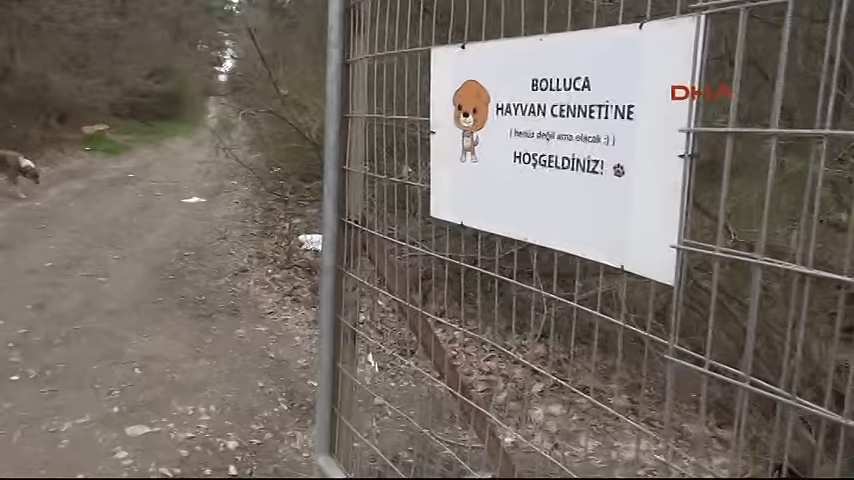 BOLLUCA
HAYVAN CENNETİ'NE
( henüz değil ama olacak :) )
HOŞGELDİNİZ!
DHA